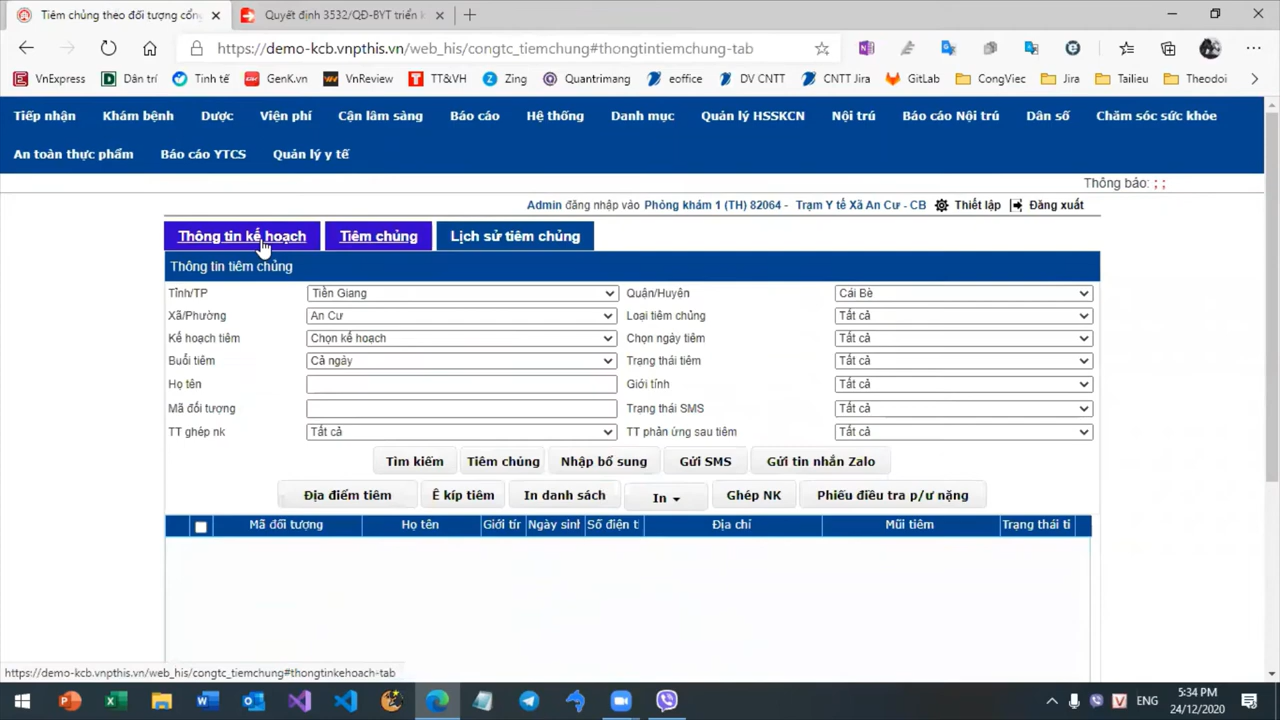 Tiêm chủng theo đối tượng cổng
Quyết định 3532/QĐ-BYT triển k
https://demo-kcb.vnpthis.vn/web_his/congtc_tiemchung#thongtintiemchung-tab
VnExpress Dân trí Tinh tế GenK.vn VnReview TT&VH Zing Quantrimang eoffice DV CNTT CNTT Jira GitLab CongViec Jira Tailieu Theodoi
Tiếp nhận Khám bệnh Dược Viện phí Cận lâm sàng Báo cáo Hệ thống Danh mục Quản lý HSSKCN Nội trú Báo cáo Nội trú Dân số Chăm sóc sức khỏe
An toàn thực phẩm Báo cáo YTCS Quản lý y tế
Thông báo: ; ;
Admin đăng nhập vào Phòng khám 1 (TH) 82064 - Trạm Y tế Xã An Cư - CB Thiết lập Đăng xuất
Thông tin kế hoạch Tiêm chủng Lịch sử tiêm chủng
Thông tin tiêm chủng
Tỉnh/TP Tiền Giang Quận/Huyện Cái Bè
Xã/Phường An Cư Loại tiêm chủng Tất cả
Kế hoạch tiêm Chọn kế hoạch Chọn ngày tiêm Tất cả
Buổi tiêm Cả ngày Trạng thái tiêm Tất cả
Họ tên Giới tính Tất cả
Mã đối tượng Trạng thái SMS Tất cả
TT ghép nk Tất cả TT phản ứng sau tiêm Tất cả
Tìm kiếm Tiêm chủng Nhập bổ sung Gửi SMS Gửi tin nhắn Zalo
Địa điểm tiêm Ê kíp tiêm In danh sách In Ghép NK Phiếu điều tra p/ư nặng
Mã đối tượng Họ tên Giới tír Ngày sinh Số điện t Địa chỉ Mũi tiêm Trạng thái ti
https://demo-kcb.vnpthis.vn/web_his/congtc_tiemchung#thongtinkehoach-tab
ENG
5:34 PM
24/12/2020